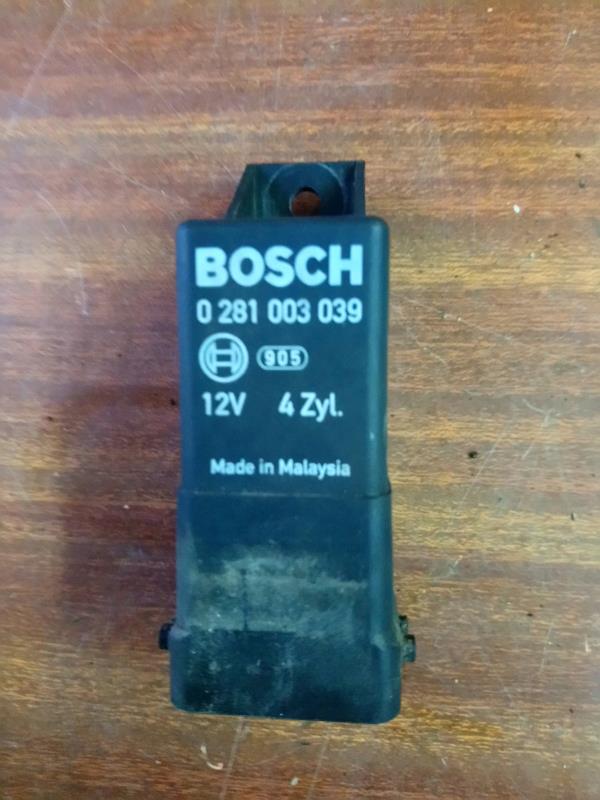 BOSCH
0 281 003 039
905
12V 4 Zyl.
Made in Malaysia